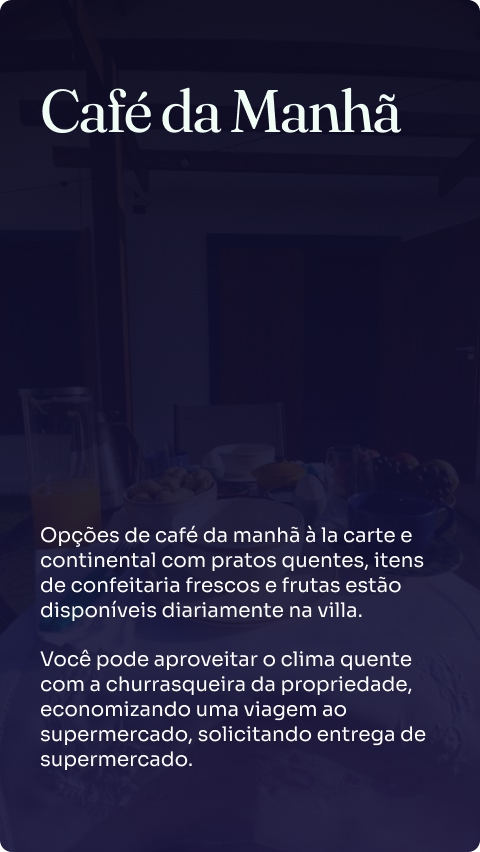 Café da Manhã
Opções de café da manhã à la carte e
continental com pratos quentes, itens
de confeitaria frescos e frutas estão
disponíveis diariamente na villa.
Você pode aproveitar o clima quente
com a churrasqueira da propriedade,
economizando uma viagem ao
supermercado, solicitando entrega de
supermercado.